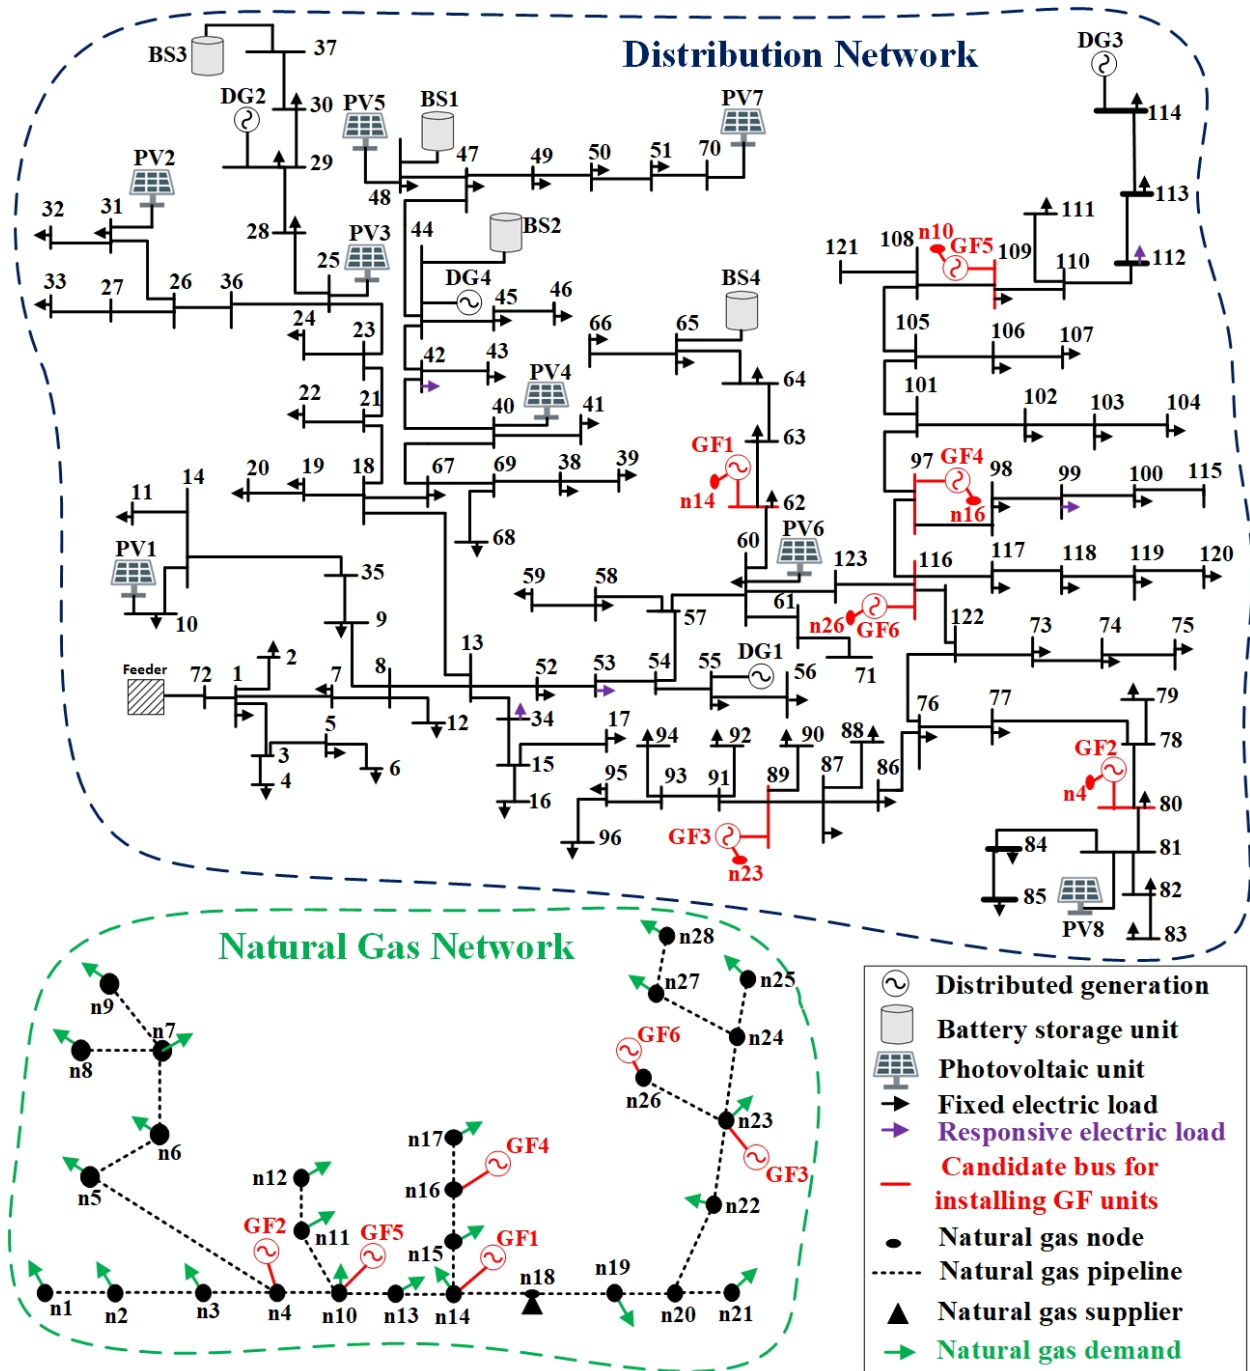 Distribution Network
DG3
BS3
37
DG2
30
PV5
BS1
PV7
114
PV2
29
47
49
50
51
70
48
113
32
31
28
44
BS2
111
n10
GF5
109
112
25
PV3
121
108
110
33
27
26
36
DG4
45
46
BS4
24
23
66
65
105
106
107
42
43
PV4
64
22
21
40
41
101
102
103
104
63
GF1
20
19
18
67
69
38
39
97
GF4
98
99
100
115
11
14
n14
62
n16
68
PV6
PV1
35
60
123
116
117
118
119
120
59
58
10
9
57
61
n26
GF6
122
73
74
75
Feeder
72
1
2
7
8
13
52
53
54
55
DG1
56
71
76
77
79
12
34
17
94
92
90
88
3
5
4
6
15
16
95
93
91
89
87
86
78
GF2
n4
80
96
GF3
n23
84
81
85
82
PV8
83
Natural Gas Network
n28
n9
n27
n25
n7
n8
GF6
n24
n26
n6
n23
n17
GF4
GF3
n12
n16
n5
n22
GF2
n11
GF5
n15
GF1
n18
n19
n1
n2
n3
n4
n10
n13
n14
n20
n21
Distributed generation
Battery storage unit
Photovoltaic unit
Fixed electric load
Responsive electric load
Candidate bus for
installing GF units
Natural gas node
Natural gas pipeline
Natural gas supplier
Natural gas demand